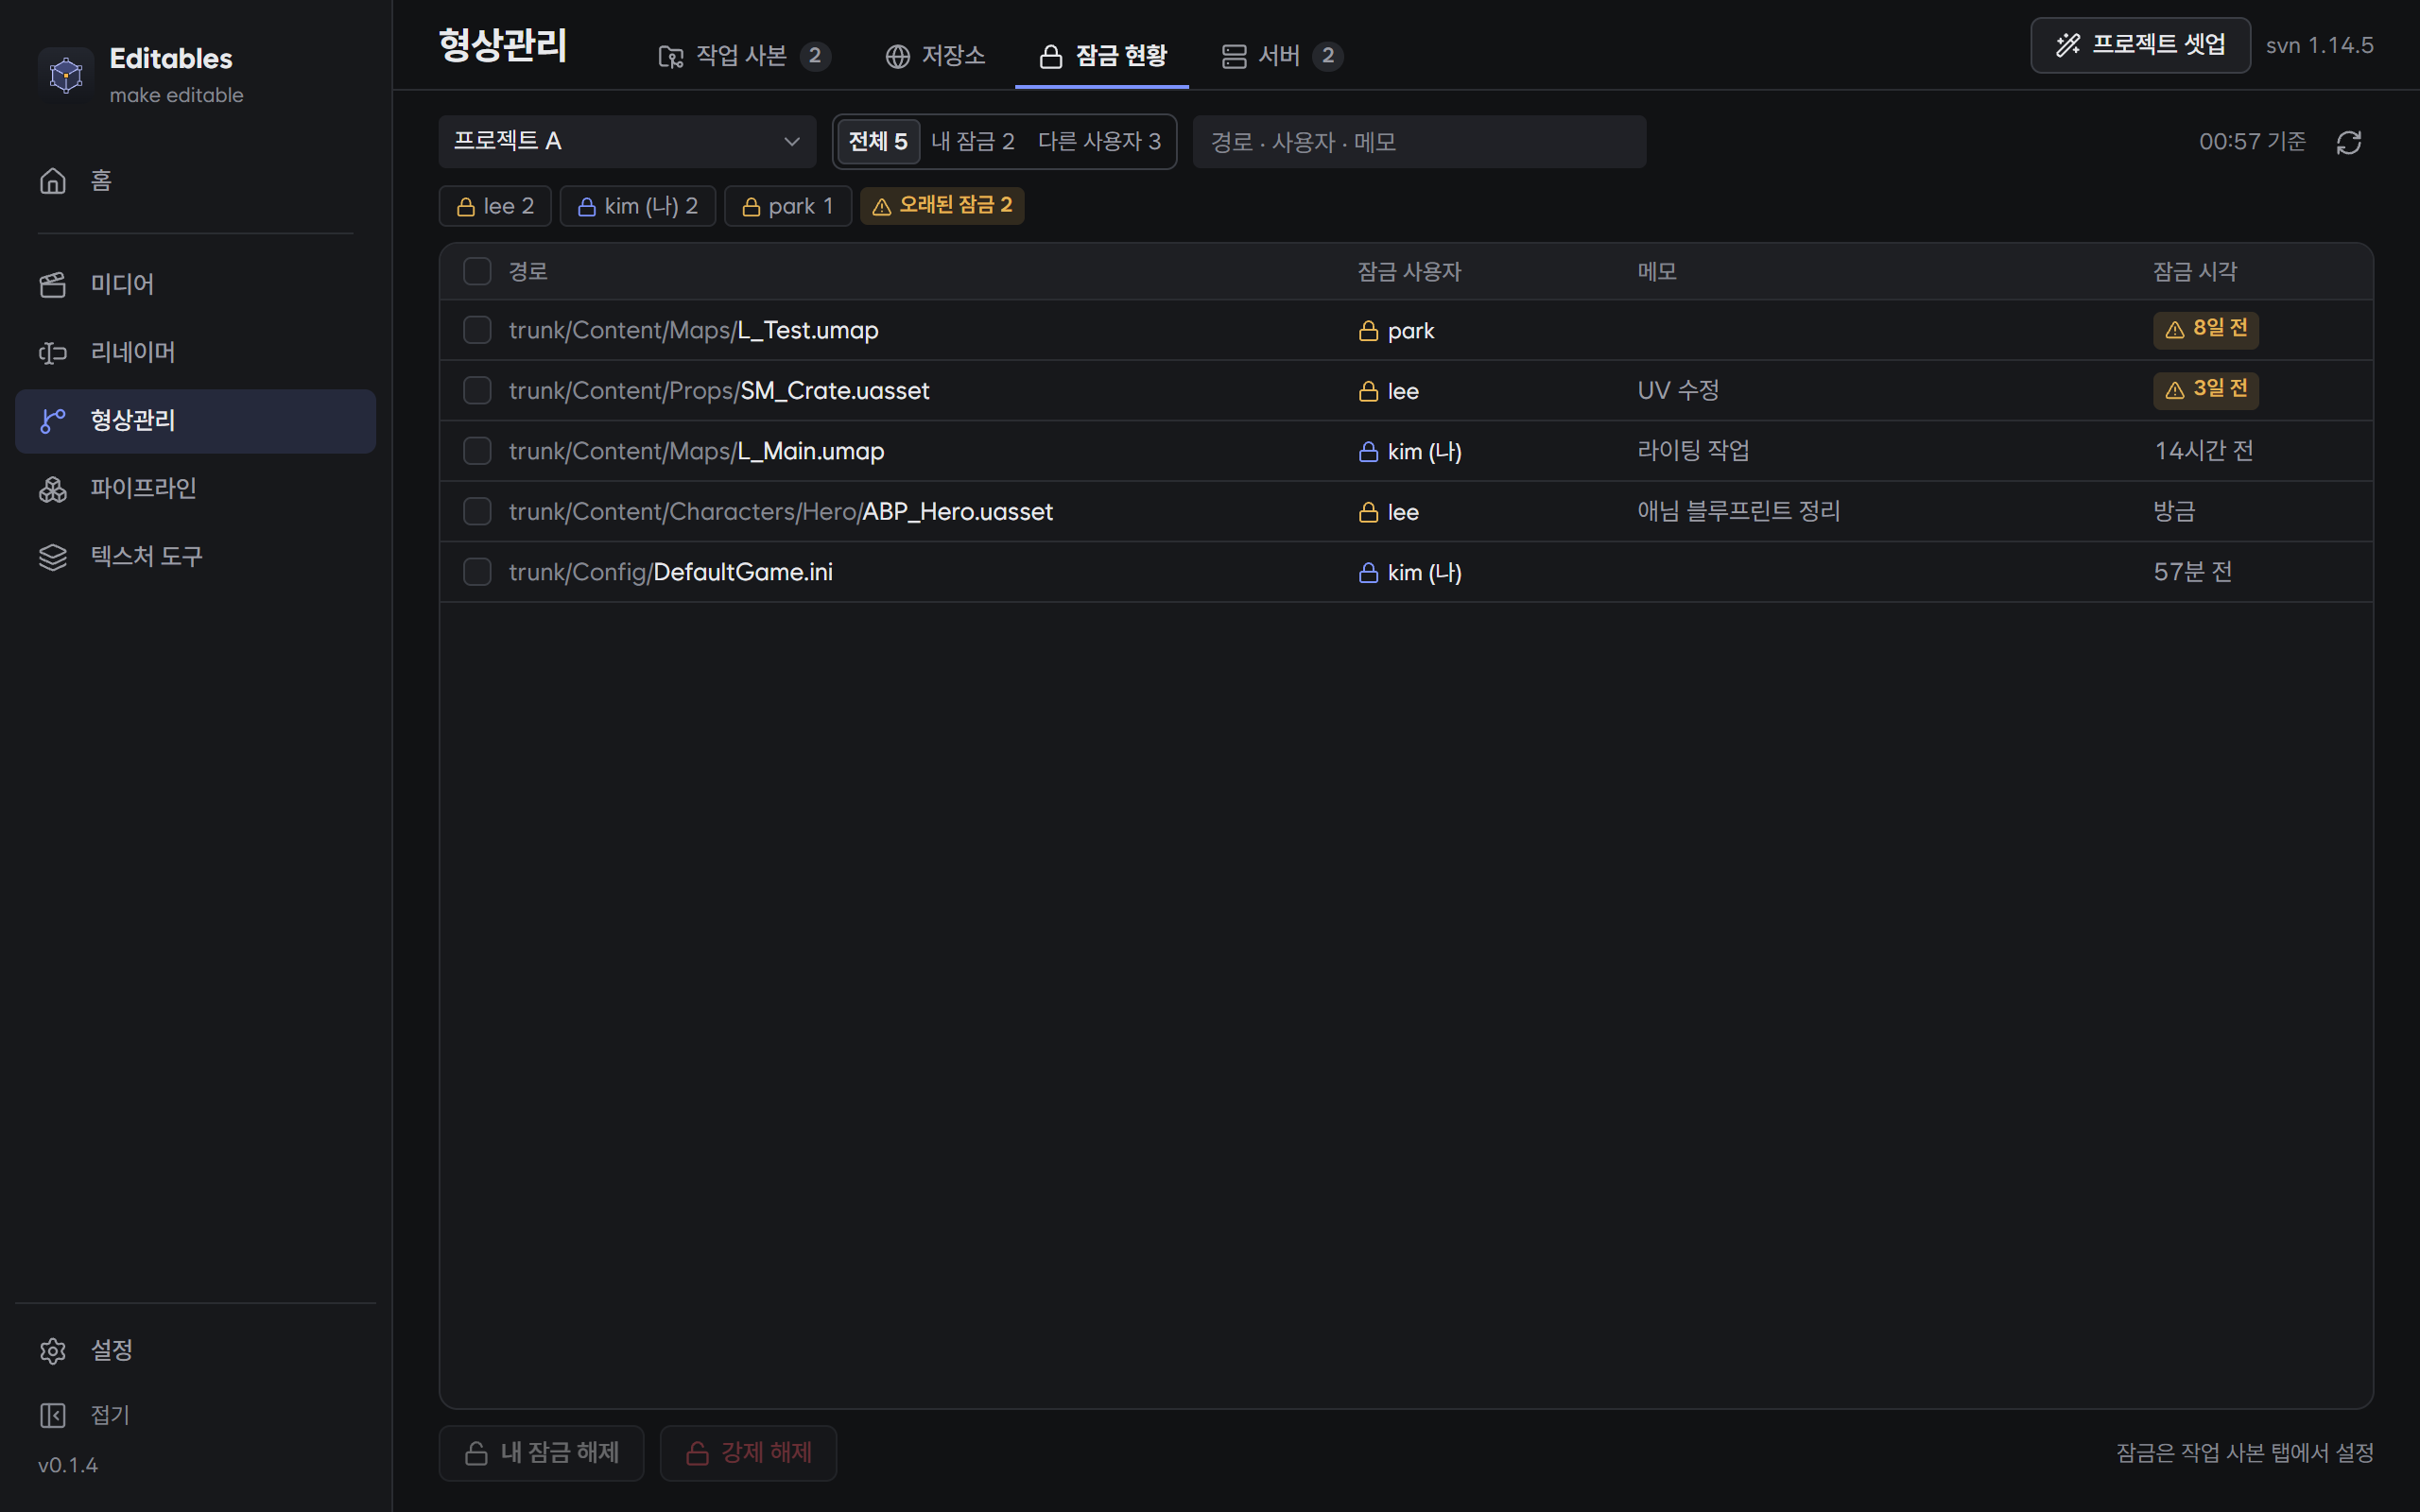 Editables
make editable
홈
미디어
리네이머
형상관리
파이프라인
텍스처 도구
설정
접기
v0.1.4
형상관리
작업 사본 2
저장소
잠금 현황
서버 2
프로젝트 셋업
svn 1.14.5
프로젝트 A
전체 5
내 잠금 2
다른 사용자 3
경로 · 사용자 · 메모
00:57 기준
lee 2
kim (나) 2
park 1
오래된 잠금 2
경로 잠금 사용자 메모 잠금 시각
trunk/Content/Maps/L_Test.umap park 8일 전
trunk/Content/Props/SM_Crate.uasset lee UV 수정 3일 전
trunk/Content/Maps/L_Main.umap kim (나) 라이팅 작업 14시간 전
trunk/Content/Characters/Hero/ABP_Hero.uasset lee 애님 블루프린트 정리 방금
trunk/Config/DefaultGame.ini kim (나) 57분 전
내 잠금 해제
강제 해제
잠금은 작업 사본 탭에서 설정